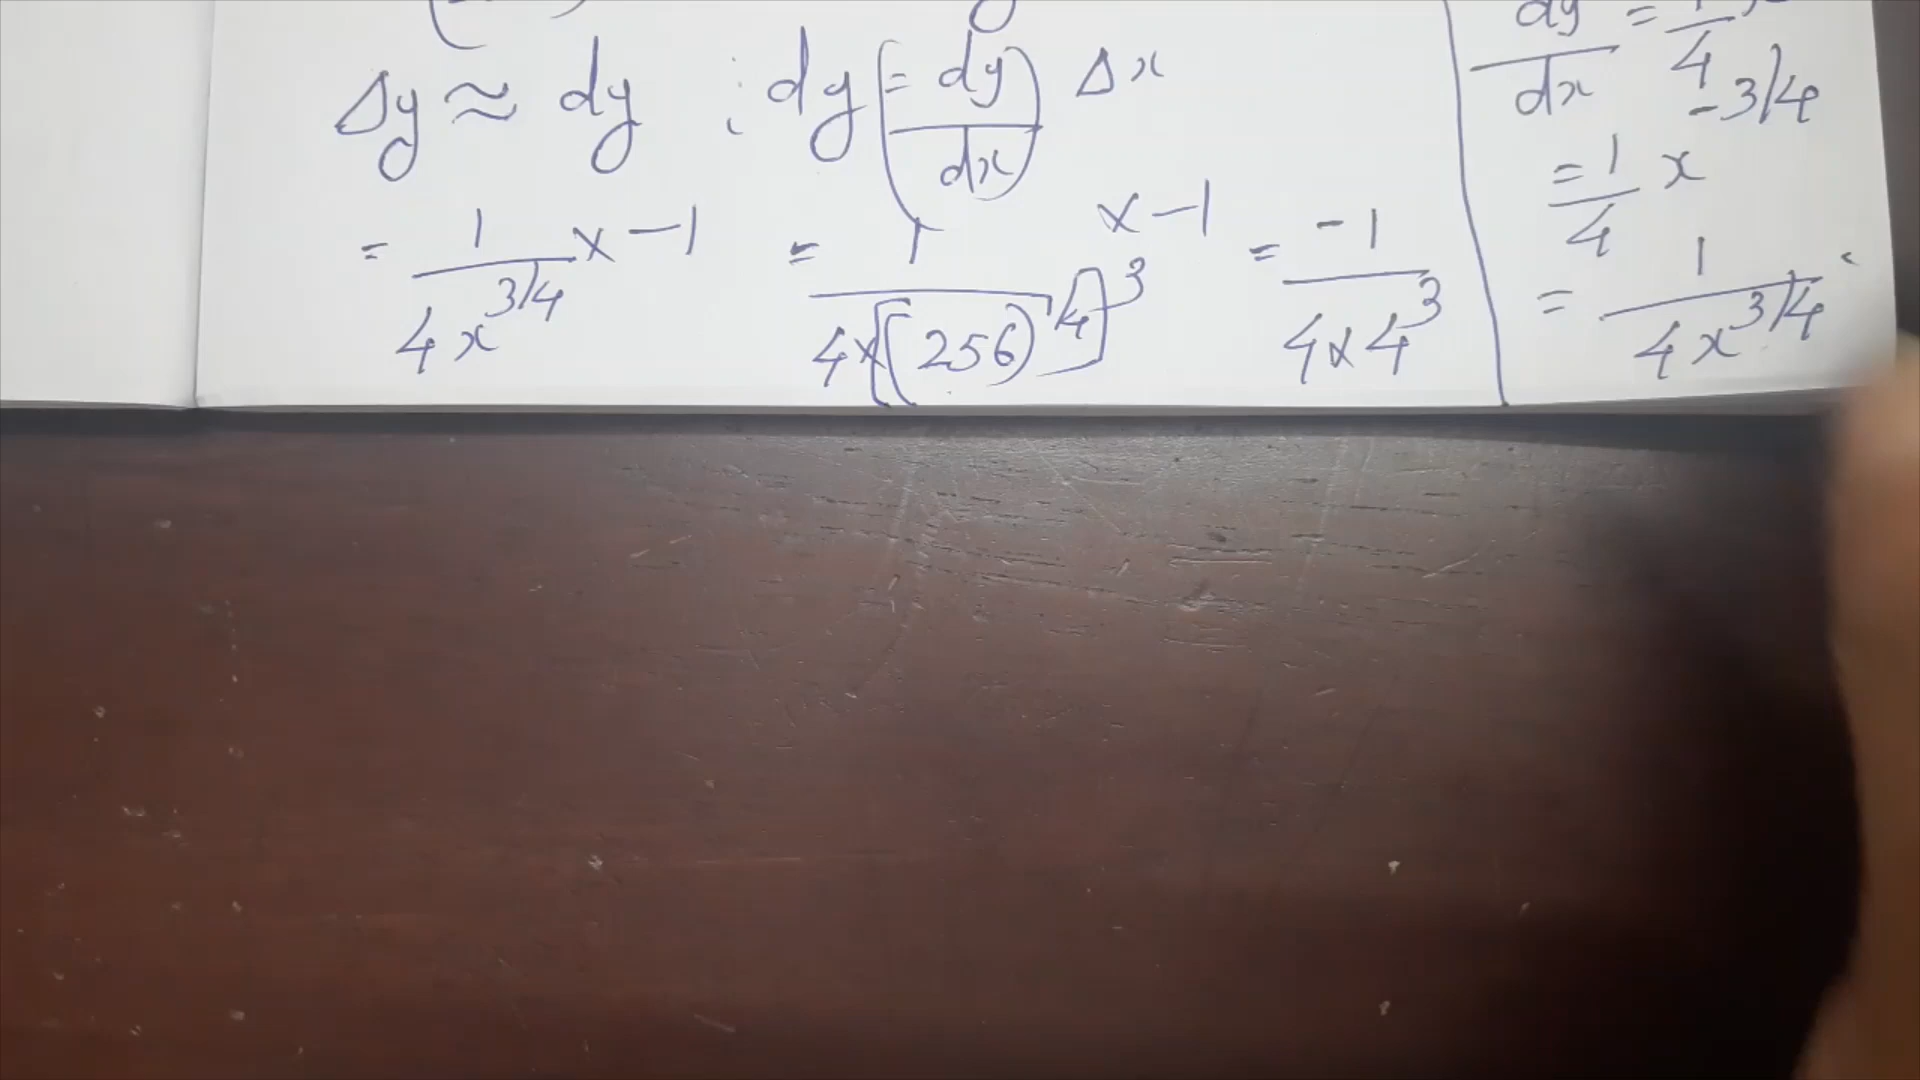 Δy ≈ dy ; dy = (dy/dx) Δx
= 1/(4x^(3/4)) × -1 = 1/(4×[(256)^(1/4)]^3) × -1 = -1/(4×4^3)
dy/dx = 1/4
= 1/4 x^(-3/4)
= 1/(4x^(3/4))